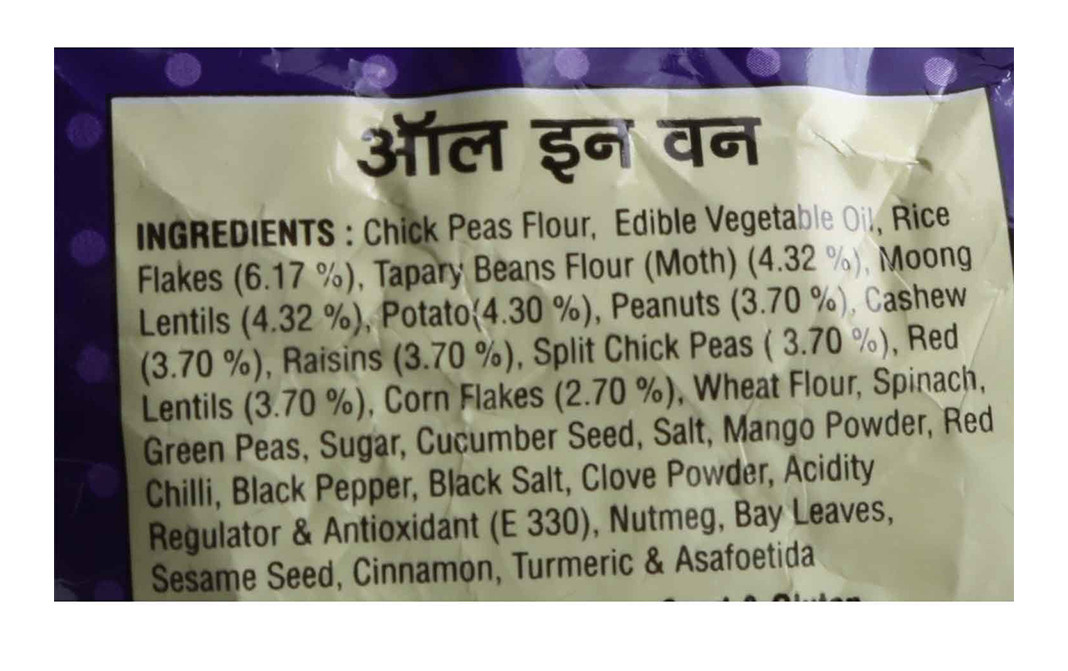 ऑल इन वन
INGREDIENTS : Chick Peas Flour, Edible Vegetable Oil, Rice
Flakes (6.17 %), Tapary Beans Flour (Moth) (4.32 %), Moong
Lentils (4.32 %), Potato(4.30 %), Peanuts (3.70 %), Cashew
(3.70 %), Raisins (3.70 %), Split Chick Peas ( 3.70 %), Red
Lentils (3.70 %), Corn Flakes (2.70 %), Wheat Flour, Spinach,
Green Peas, Sugar, Cucumber Seed, Salt, Mango Powder, Red
Chilli, Black Pepper, Black Salt, Clove Powder, Acidity
Regulator & Antioxidant (E 330), Nutmeg, Bay Leaves,
Sesame Seed, Cinnamon, Turmeric & Asafoetida